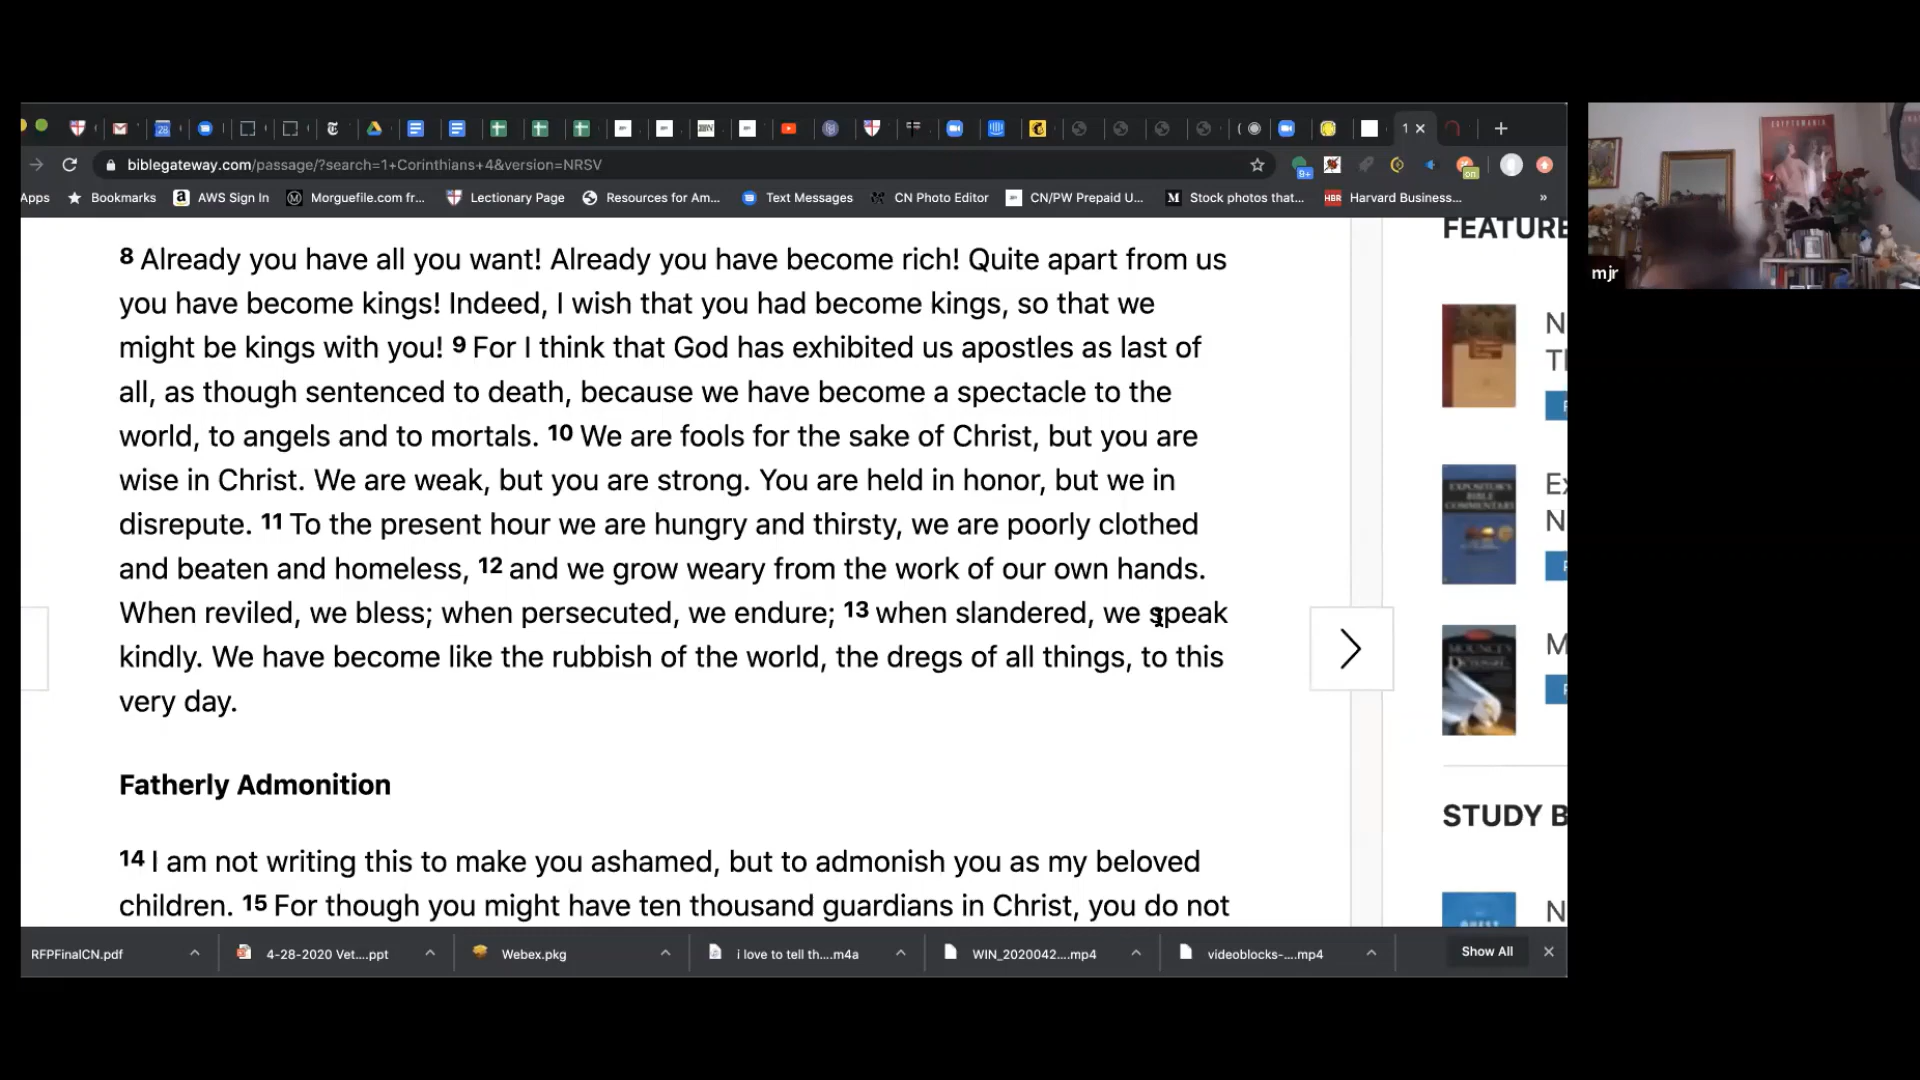 1
biblegateway.com/passage/?search=1+Corinthians+4&version=NRSV
9+
on
Apps
Bookmarks
AWS Sign In
Morguefile.com fr...
Lectionary Page
Resources for Am...
Text Messages
CN Photo Editor
CN/PW Prepaid U...
Stock photos that...
HBR
Harvard Business...
»
8 Already you have all you want! Already you have become rich! Quite apart from us
you have become kings! Indeed, I wish that you had become kings, so that we
might be kings with you! 9 For I think that God has exhibited us apostles as last of
all, as though sentenced to death, because we have become a spectacle to the
world, to angels and to mortals. 10 We are fools for the sake of Christ, but you are
wise in Christ. We are weak, but you are strong. You are held in honor, but we in
disrepute. 11 To the present hour we are hungry and thirsty, we are poorly clothed
and beaten and homeless, 12 and we grow weary from the work of our own hands.
When reviled, we bless; when persecuted, we endure; 13 when slandered, we speak
kindly. We have become like the rubbish of the world, the dregs of all things, to this
very day.
Fatherly Admonition
14 I am not writing this to make you ashamed, but to admonish you as my beloved
children. 15 For though you might have ten thousand guardians in Christ, you do not
FEATURE
N
EXPOSITOR'S
BIBLE
COMMENTARY
Ex
N
M
STUDY B
N
RFPFinalCN.pdf
4-28-2020 Vet....ppt
Webex.pkg
i love to tell th....m4a
WIN_2020042....mp4
videoblocks-....mp4
Show All
mjr